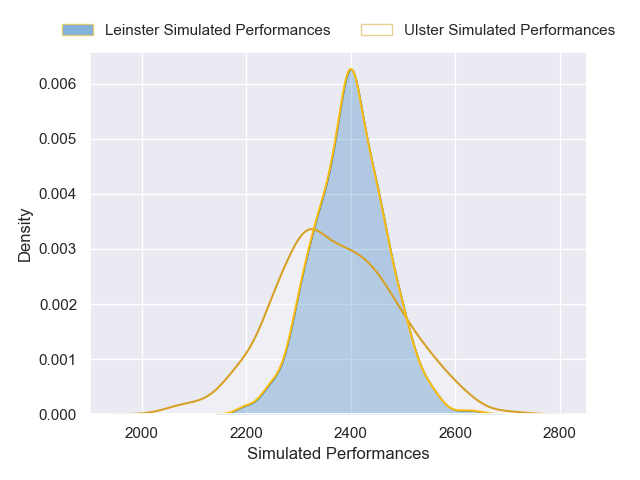 Leinster Simulated Performances Ulster Simulated Performances
0.006
0.005
0.004
0.003
0.002
0.001
0.000
Density
2000 2200 2400 2600 2800
Simulated Performances